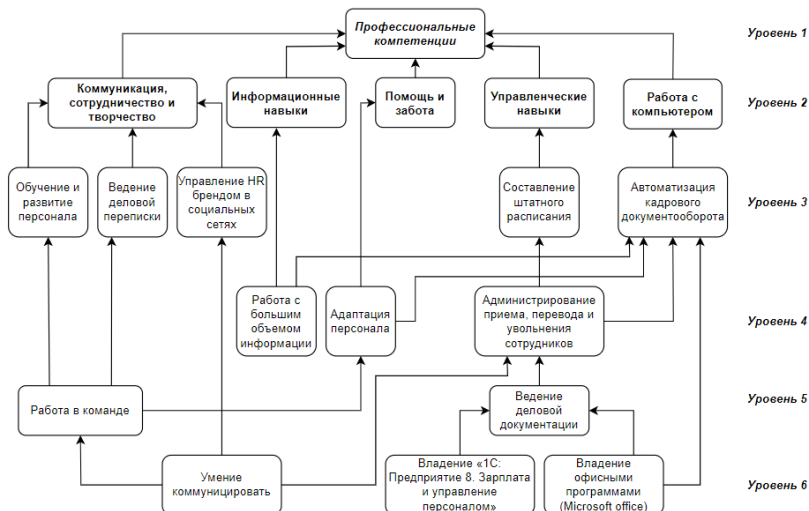 Профессиональные
компетенции
Уровень 1
Коммуникация,
сотрудничество и
творчество
Информационные
навыки
Помощь и
забота
Управленческие
навыки
Работа с
компьютером
Уровень 2
Обучение и
развитие
персонала
Ведение
деловой
переписки
Управление HR
брендом в
социальных
сетях
Составление
штатного
расписания
Автоматизация
кадрового
документооборота
Уровень 3
Работа с
большим
объемом
информации
Адаптация
персонала
Администрирование
приема, перевода и
увольнения
сотрудников
Уровень 4
Работа в команде
Ведение
деловой
документации
Уровень 5
Умение
коммуницировать
Владение «1С:
Предприятие 8. Зарплата
и управление
персоналом»
Владение
офисными
программами
(Microsoft office)
Уровень 6